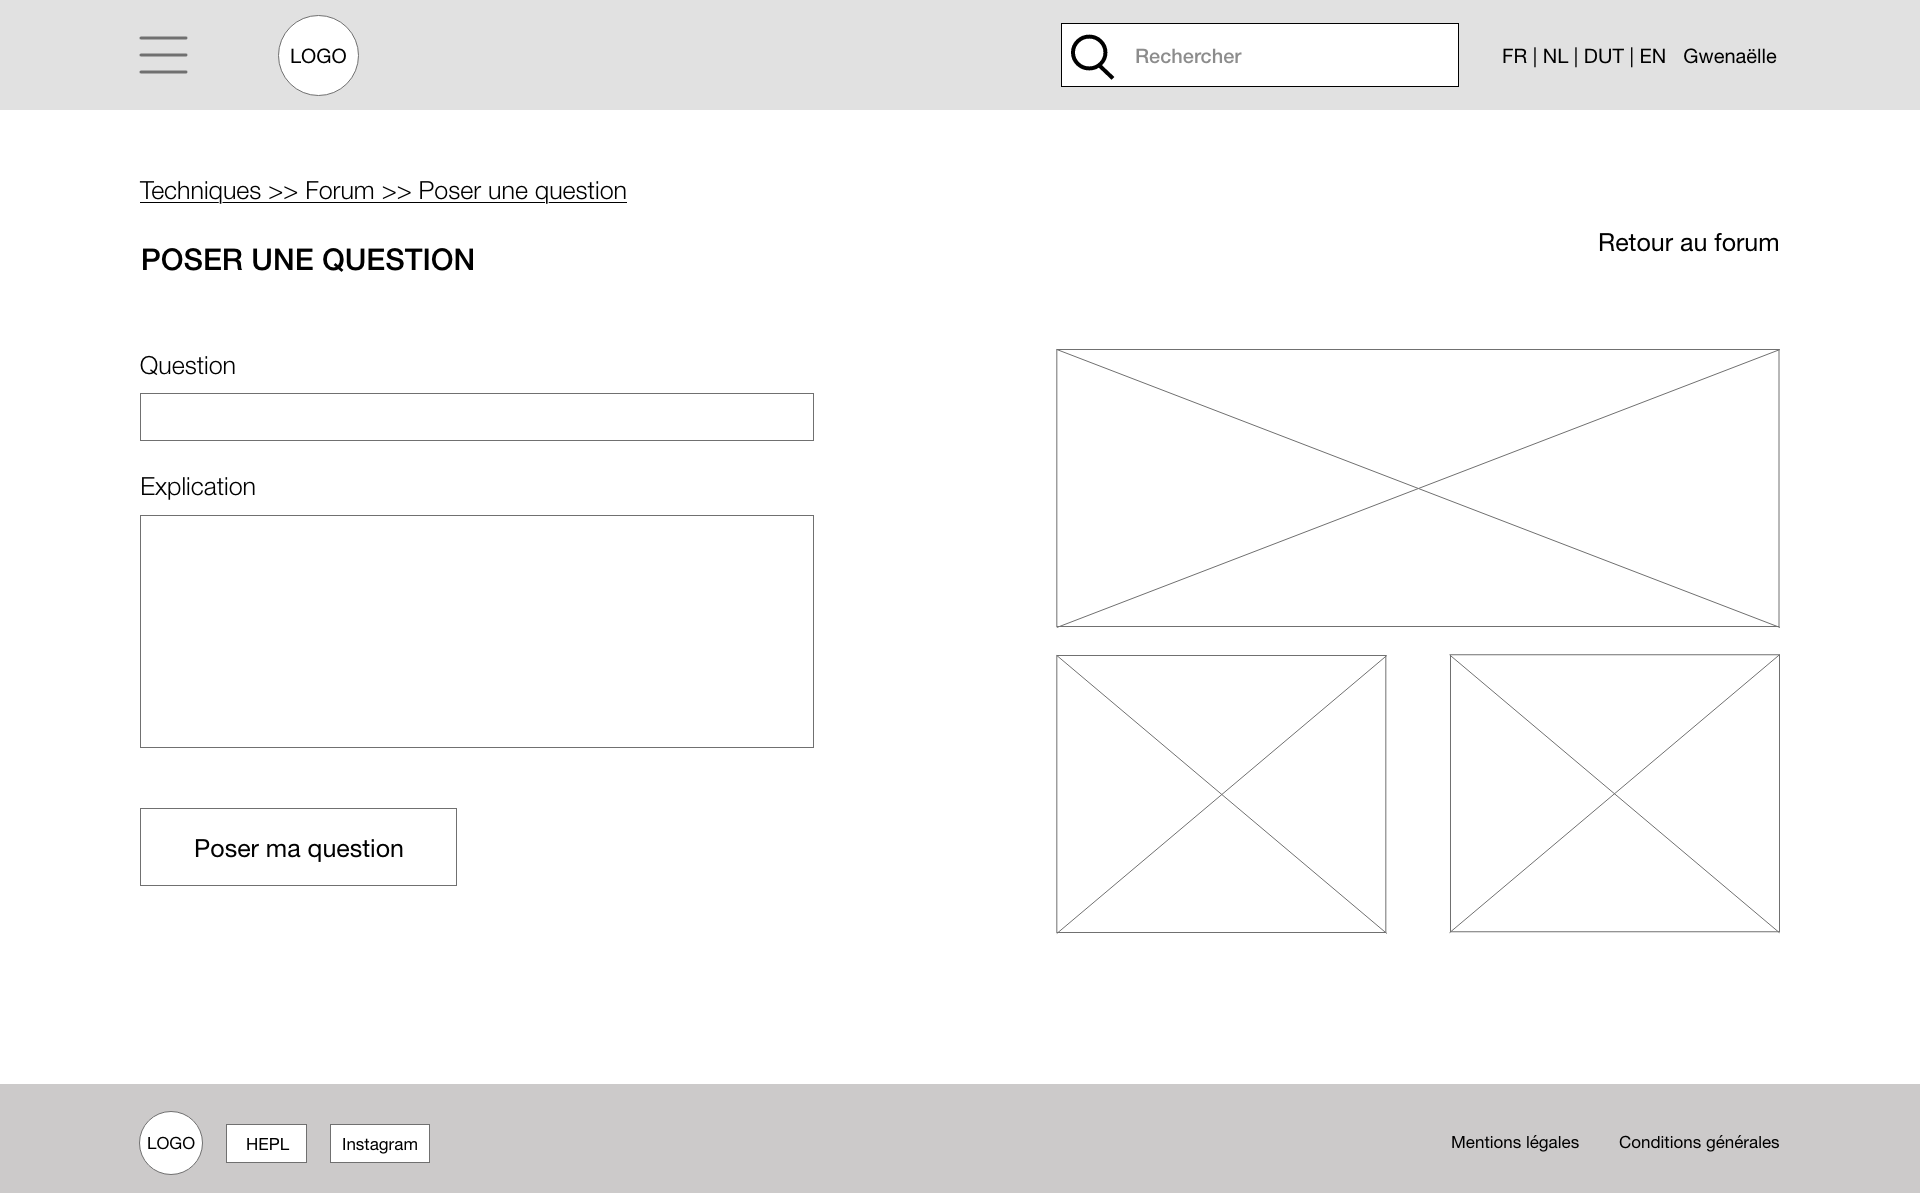 LOGO
Rechercher
FR | NL | DUT | EN Gwenaëlle
Techniques >> Forum >> Poser une question
POSER UNE QUESTION
Retour au forum
Question
Explication
Poser ma question
LOGO
HEPL
Instagram
Mentions légales
Conditions générales